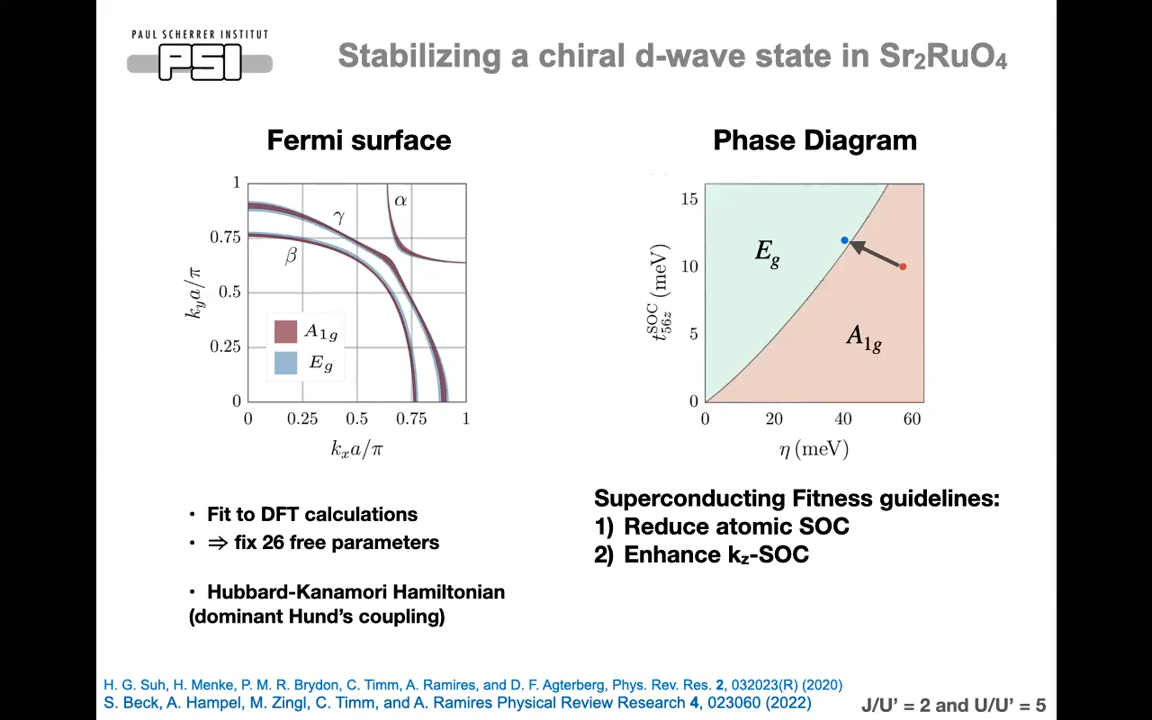 PAUL SCHERRER INSTITUT
PSI
Stabilizing a chiral d-wave state in Sr₂RuO₄
Fermi surface
1
0.75
0.5
0.25
0
0
0.25
0.5
0.75
1
k_y a/π
k_x a/π
α
γ
β
A₁g
E_g
• Fit to DFT calculations
• ⇒ fix 26 free parameters
• Hubbard-Kanamori Hamiltonian
(dominant Hund's coupling)
Phase Diagram
15
10
5
0
0
20
40
60
t^SOC_56z (meV)
η (meV)
E_g
A₁g
Superconducting Fitness guidelines:
1) Reduce atomic SOC
2) Enhance k_z-SOC
H. G. Suh, H. Menke, P. M. R. Brydon, C. Timm, A. Ramires, and D. F. Agterberg, Phys. Rev. Res. 2, 032023(R) (2020)
S. Beck, A. Hampel, M. Zingl, C. Timm, and A. Ramires Physical Review Research 4, 023060 (2022)
J/U' = 2 and U/U' = 5